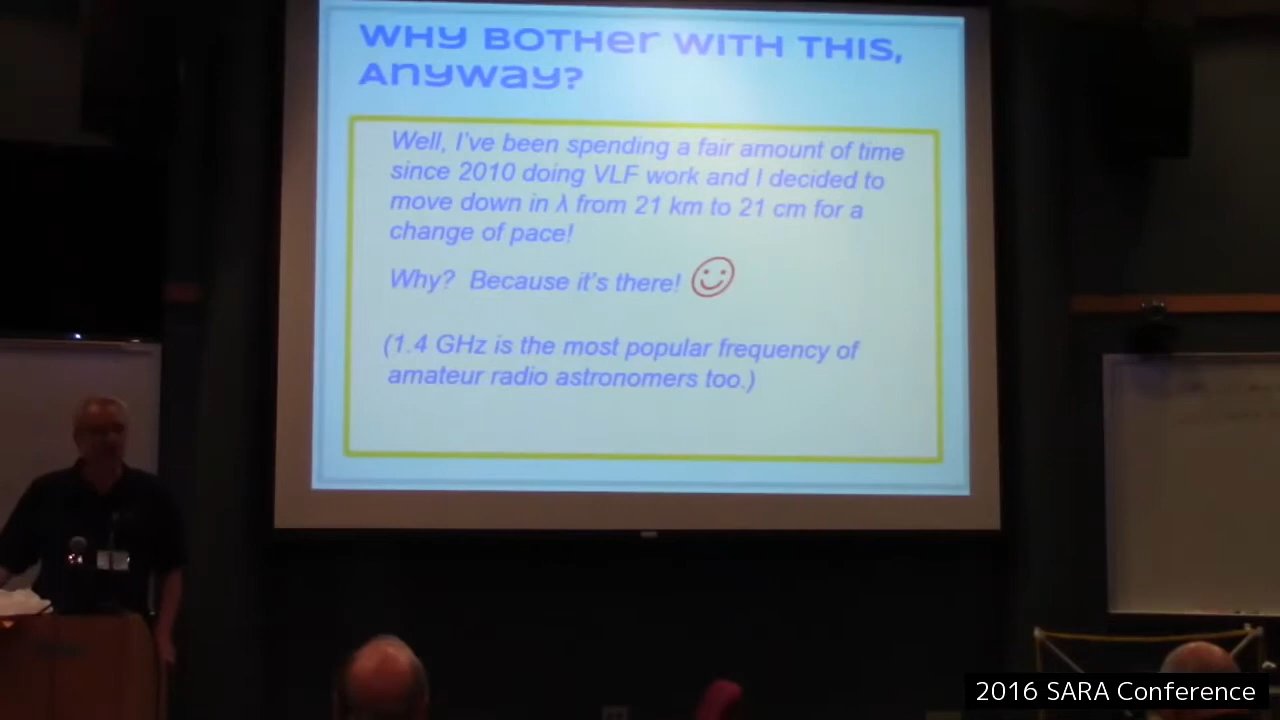 WHY BOTHer WITH THIS,
Anyway?
Well, I've been spending a fair amount of time
since 2010 doing VLF work and I decided to
move down in λ from 21 km to 21 cm for a
change of pace!
Why?  Because it's there!
(1.4 GHz is the most popular frequency of
amateur radio astronomers too.)
2016 SARA Conference